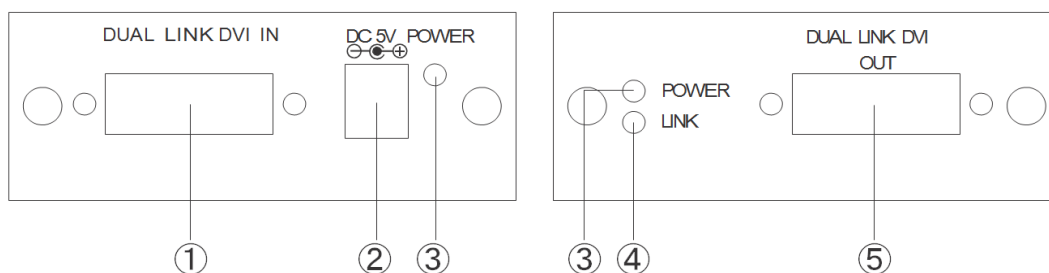 DUAL LINK DVI IN
DC 5V POWER
① ② ③
DUAL LINK DVI
OUT
POWER
LINK
③ ④ ⑤